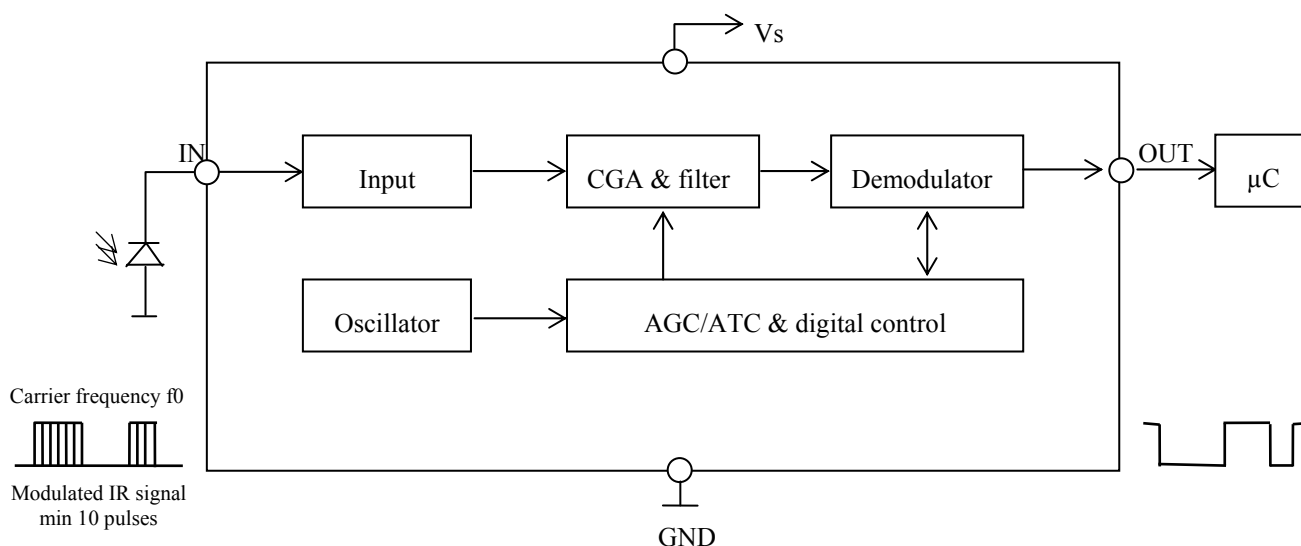 Vs
IN
Input
CGA & filter
Demodulator
OUT
µC
Oscillator
AGC/ATC & digital control
Carrier frequency f0
Modulated IR signal
min 10 pulses
GND